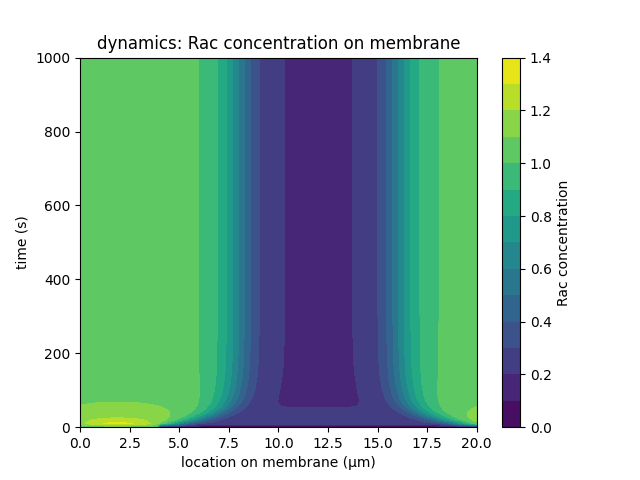 dynamics: Rac concentration on membrane
1000
800
600
400
200
0
time (s)
0.0 2.5 5.0 7.5 10.0 12.5 15.0 17.5 20.0
location on membrane (μm)
1.4
1.2
1.0
0.8
0.6
0.4
0.2
0.0
Rac concentration